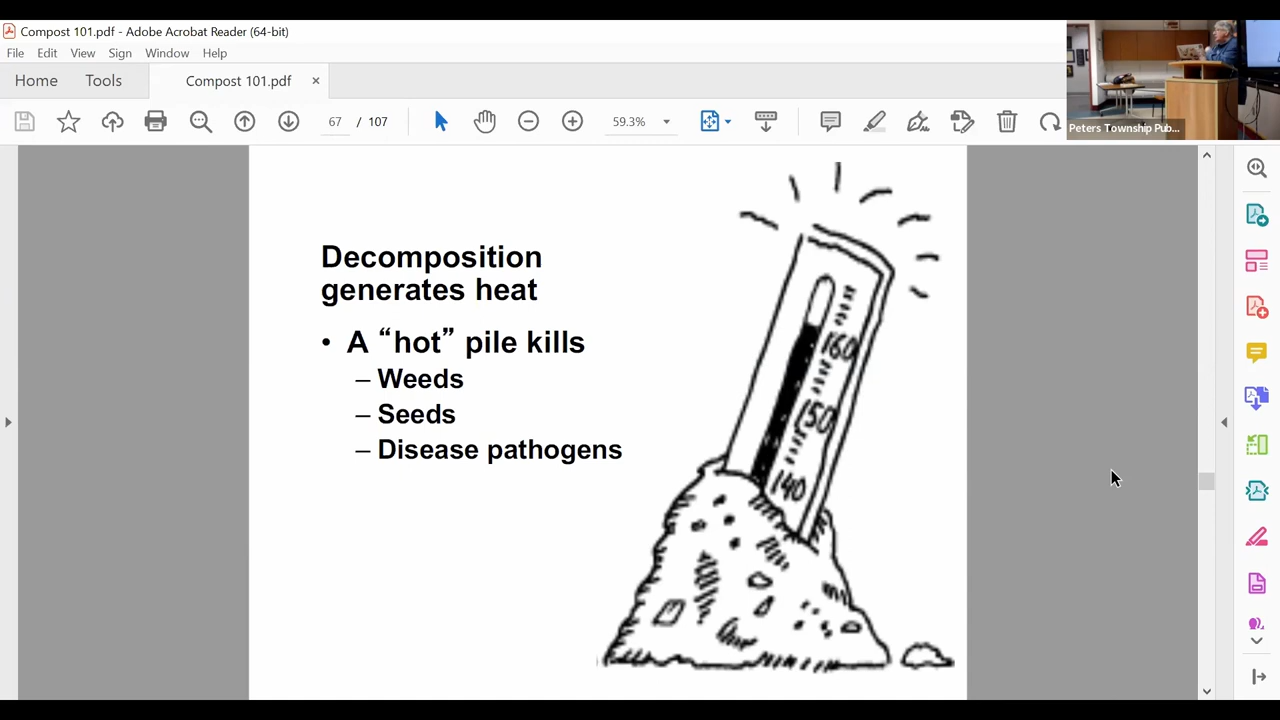 Compost 101.pdf - Adobe Acrobat Reader (64-bit)
File Edit View Sign Window Help
Home Tools Compost 101.pdf ×
67 / 107 59.3%
Peters Township Pub...
Decomposition
generates heat
• A “hot” pile kills
– Weeds
– Seeds
– Disease pathogens
160
150
140